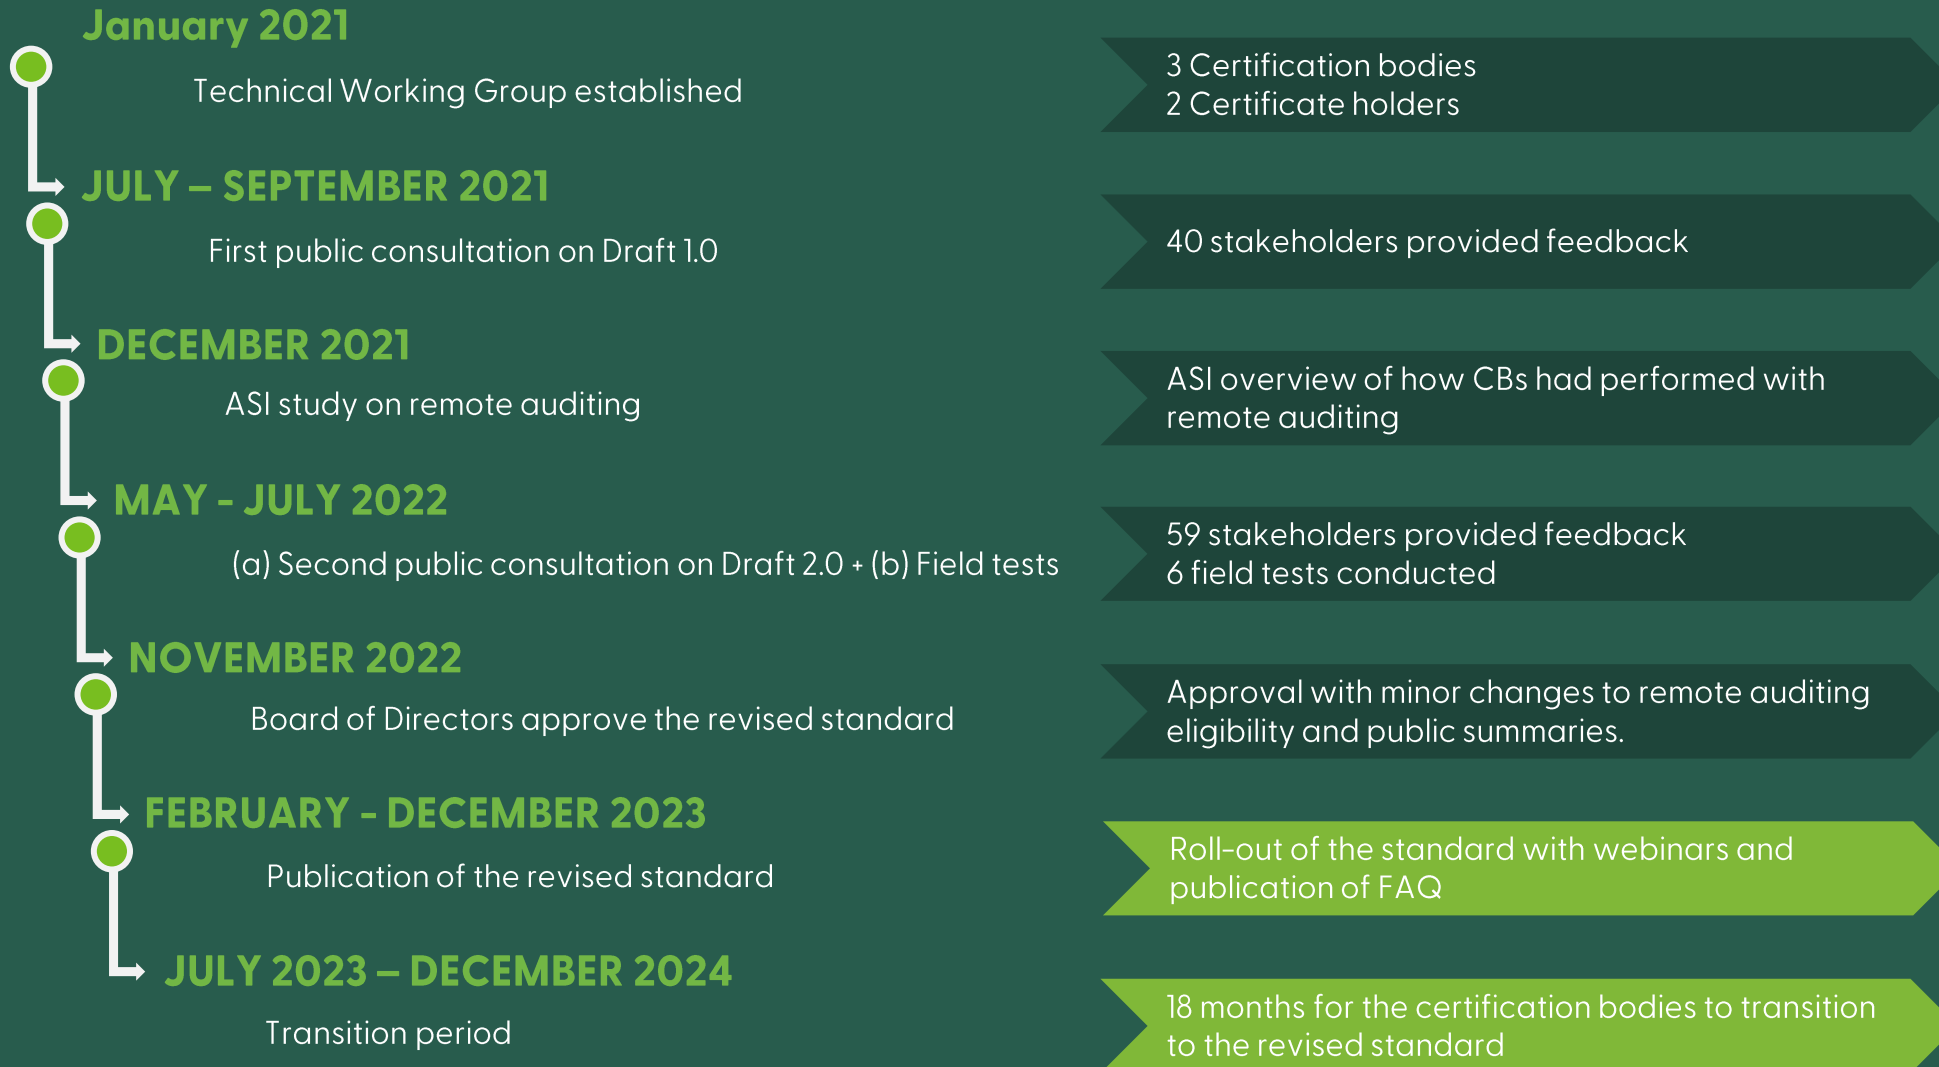 January 2021
Technical Working Group established
3 Certification bodies
2 Certificate holders
JULY – SEPTEMBER 2021
First public consultation on Draft 1.0
40 stakeholders provided feedback
DECEMBER 2021
ASI study on remote auditing
ASI overview of how CBs had performed with
remote auditing
MAY - JULY 2022
(a) Second public consultation on Draft 2.0 + (b) Field tests
59 stakeholders provided feedback
6 field tests conducted
NOVEMBER 2022
Board of Directors approve the revised standard
Approval with minor changes to remote auditing
eligibility and public summaries.
FEBRUARY - DECEMBER 2023
Publication of the revised standard
Roll-out of the standard with webinars and
publication of FAQ
JULY 2023 – DECEMBER 2024
Transition period
18 months for the certification bodies to transition
to the revised standard